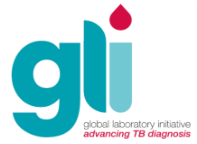 gli
global laboratory initiative
advancing TB diagnosis